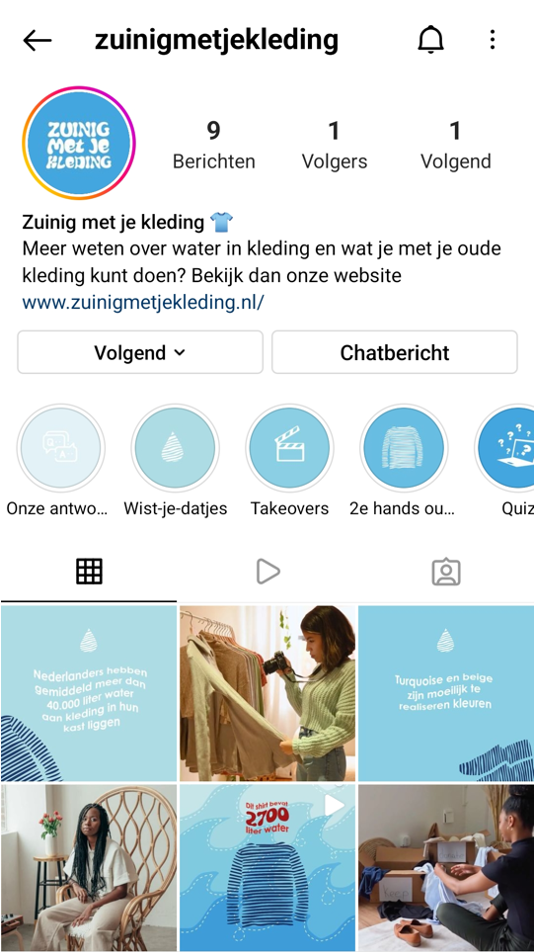 zuinigmetjekleding
ZUINIG
Met Je
KLEDING
9
1
1
Berichten
Volgers
Volgend
Zuinig met je kleding 👕
Meer weten over water in kleding en wat je met je oude
kleding kunt doen? Bekijk dan onze website
www.zuinigmetjekleding.nl/
Volgend
Chatbericht
Q
A
Onze antwo...
Wist-je-datjes
Takeovers
2e hands ou...
Quiz
Nederlanders hebben
gemiddeld meer dan
40.000 liter water
aan kleding in hun
kast liggen
Turquoise en beige
zijn moeilijk te
realiseren kleuren
Dit shirt bevat
2700
liter water